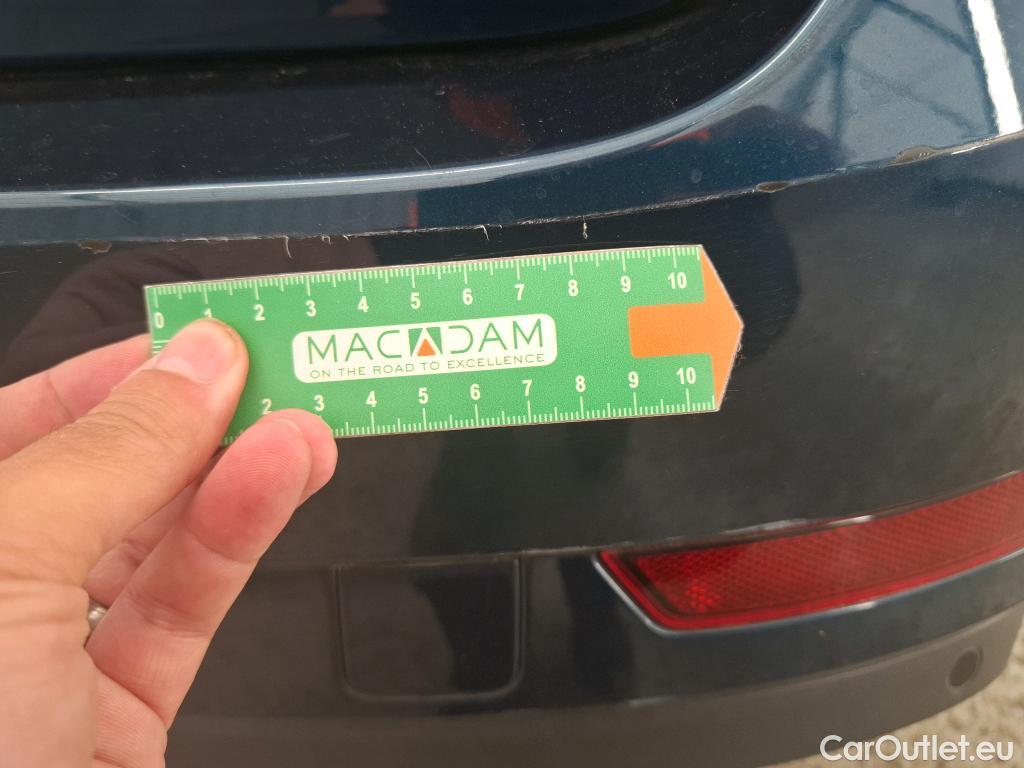 0 1 2 3 4 5 6 7 8 9 10
MACADAM
ON THE ROAD TO EXCELLENCE
2 3 4 5 6 7 8 9 10
CarOutlet.eu